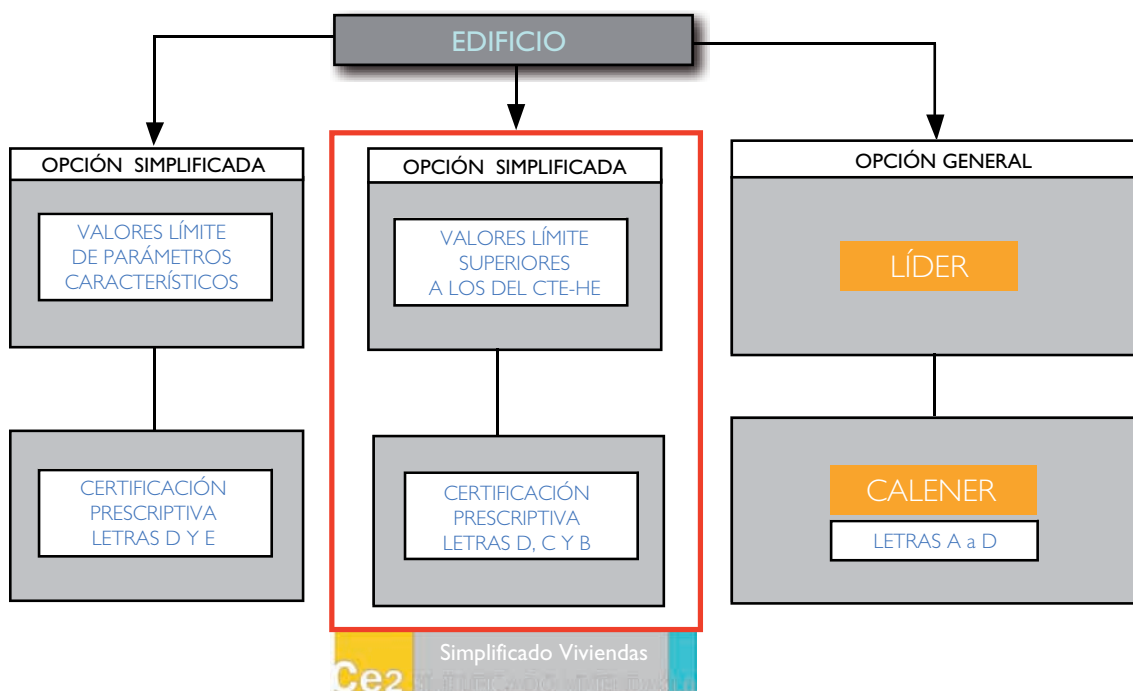 EDIFICIO
OPCIÓN SIMPLIFICADA
VALORES LÍMITE
DE PARÁMETROS
CARACTERÍSTICOS
CERTIFICACIÓN
PRESCRIPTIVA
LETRAS D Y E
OPCIÓN SIMPLIFICADA
VALORES LÍMITE
SUPERIORES
A LOS DEL CTE-HE
CERTIFICACIÓN
PRESCRIPTIVA
LETRAS D, C Y B
OPCIÓN GENERAL
LÍDER
CALENER
LETRAS A a D
Simplificado Viviendas
Ce2